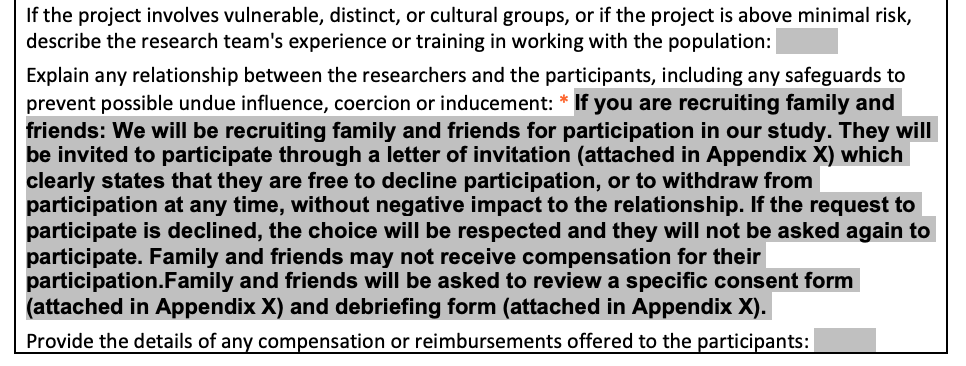 If the project involves vulnerable, distinct, or cultural groups, or if the project is above minimal risk,
describe the research team's experience or training in working with the population:
Explain any relationship between the researchers and the participants, including any safeguards to
prevent possible undue influence, coercion or inducement: * If you are recruiting family and
friends: We will be recruiting family and friends for participation in our study. They will
be invited to participate through a letter of invitation (attached in Appendix X) which
clearly states that they are free to decline participation, or to withdraw from
participation at any time, without negative impact to the relationship. If the request to
participate is declined, the choice will be respected and they will not be asked again to
participate. Family and friends may not receive compensation for their
participation.Family and friends will be asked to review a specific consent form
(attached in Appendix X) and debriefing form (attached in Appendix X).
Provide the details of any compensation or reimbursements offered to the participants: